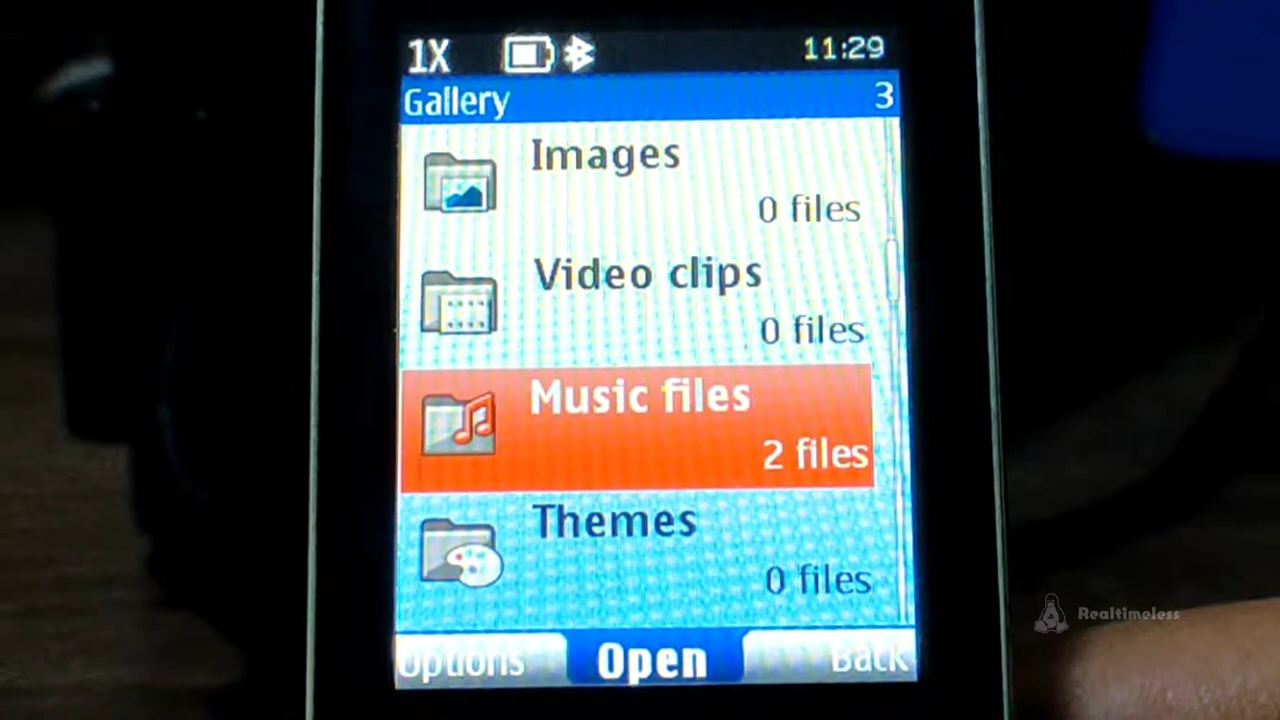 1X 11:29
Gallery 3
Images
0 files
Video clips
0 files
Music files
2 files
Themes
0 files
Options Open Back
Realtimeless